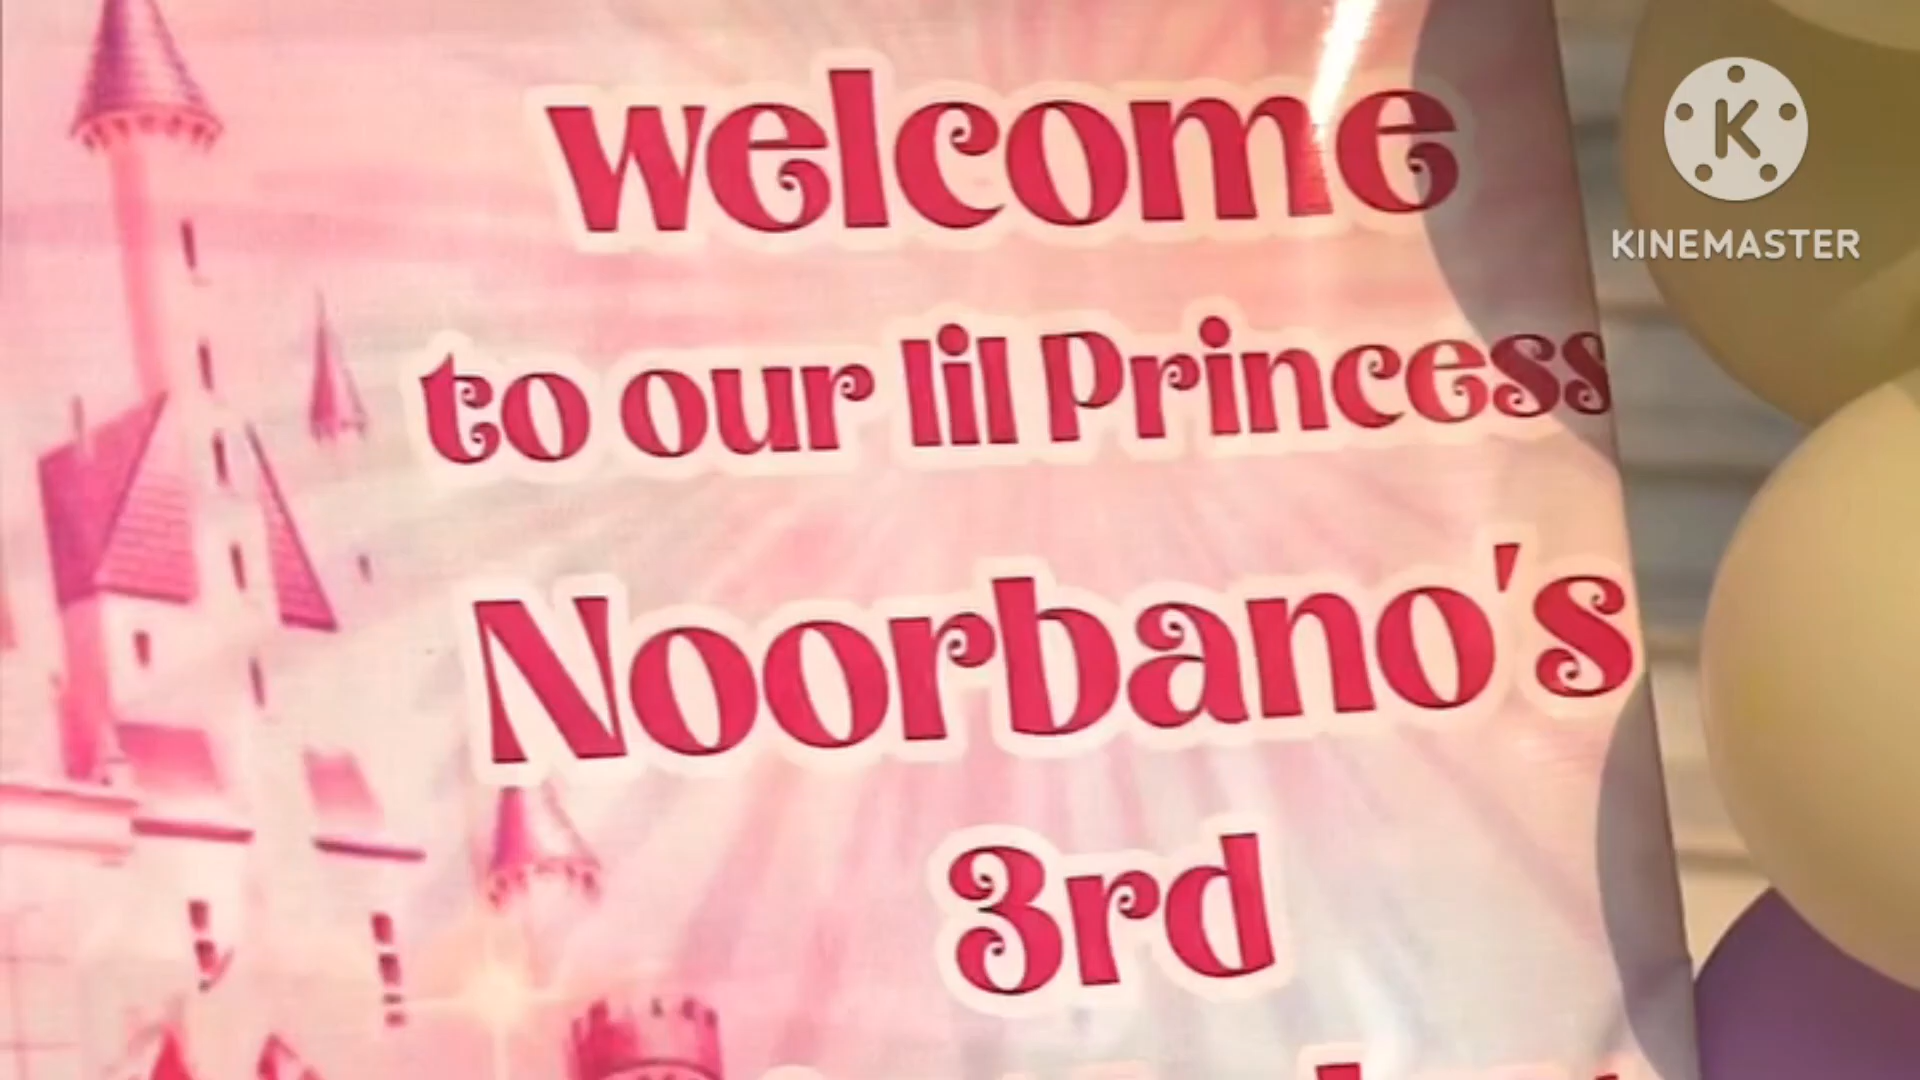 welcome
to our lil Princess
Noorbano's
3rd
K
KINEMASTER